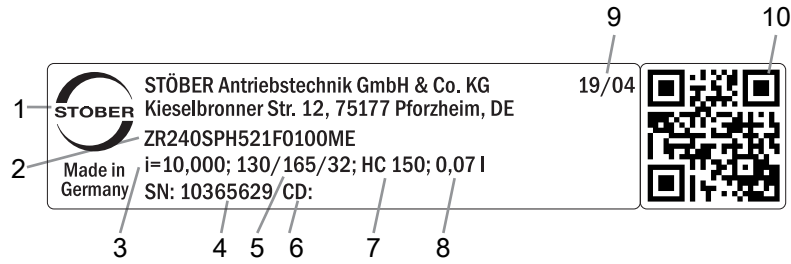 9 10
STÖBER Antriebstechnik GmbH & Co. KG 19/04
1 STÖBER Kieselbronner Str. 12, 75177 Pforzheim, DE
2 ZR240SPH521F0100ME
Made in Germany
i=10,000; 130/165/32; HC 150; 0,07 l
SN: 10365629 CD:
3 4 5 6 7 8